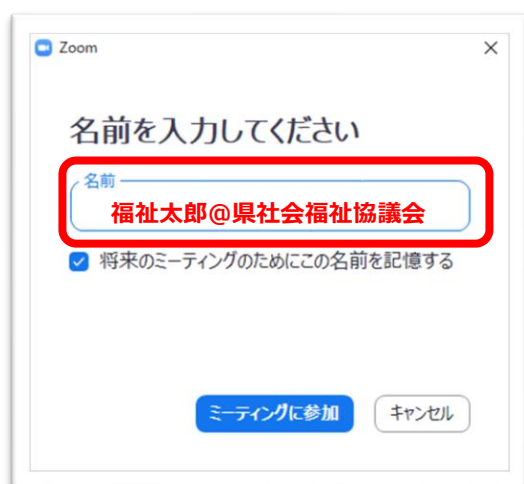 Zoom
名前を入力してください
名前
福祉太郎@県社会福祉協議会
将来のミーティングのためにこの名前を記憶する
ミーティングに参加 キャンセル